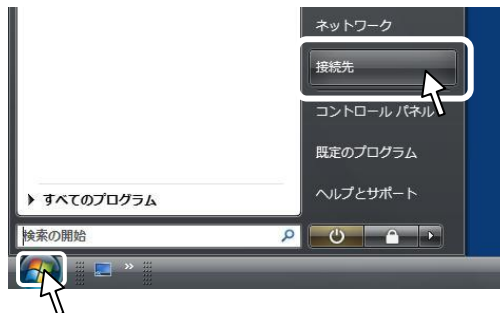 ネットワーク
接続先
コントロール パネル
既定のプログラム
ヘルプとサポート
すべてのプログラム
検索の開始